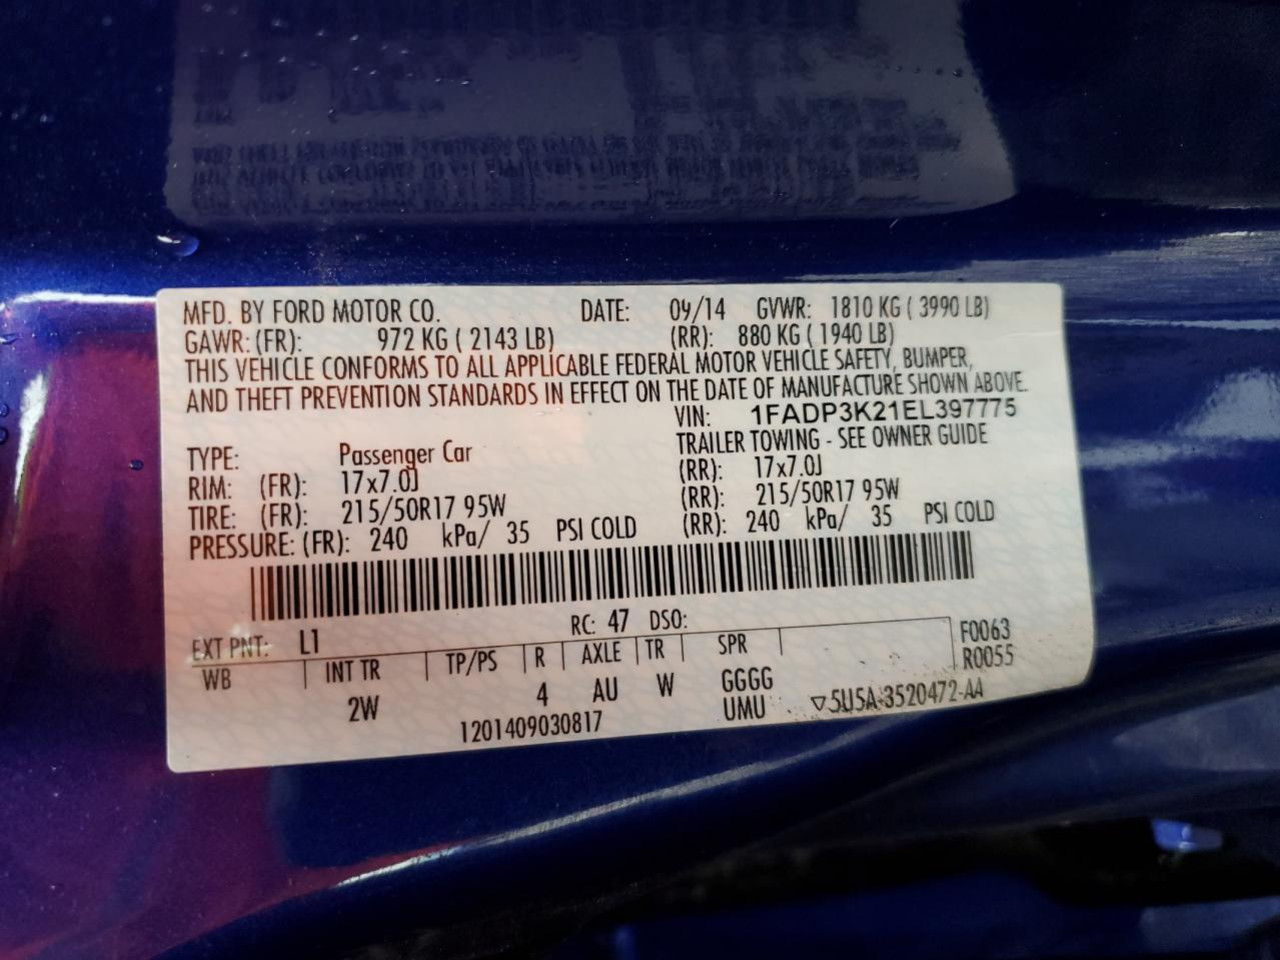 MFD. BY FORD MOTOR CO. DATE: 09/14 GVWR: 1810 KG ( 3990 LB)
GAWR: (FR): 972 KG ( 2143 LB) (RR): 880 KG ( 1940 LB)
THIS VEHICLE CONFORMS TO ALL APPLICABLE FEDERAL MOTOR VEHICLE SAFETY, BUMPER,
AND THEFT PREVENTION STANDARDS IN EFFECT ON THE DATE OF MANUFACTURE SHOWN ABOVE.
VIN: 1FADP3K21EL397775
TRAILER TOWING - SEE OWNER GUIDE
TYPE: Passenger Car
RIM: (FR): 17x7.0J (RR): 17x7.0J
TIRE: (FR): 215/50R17 95W (RR): 215/50R17 95W
PRESSURE: (FR): 240 kPa/ 35 PSI COLD (RR): 240 kPa/ 35 PSI COLD
EXT PNT: L1 RC: 47 DSO: F0063
WB INT TR TP/PS R AXLE TR SPR R0055
2W 4 AU W GGGG
1201409030817 UMU ▽5U5A-3520472-AA